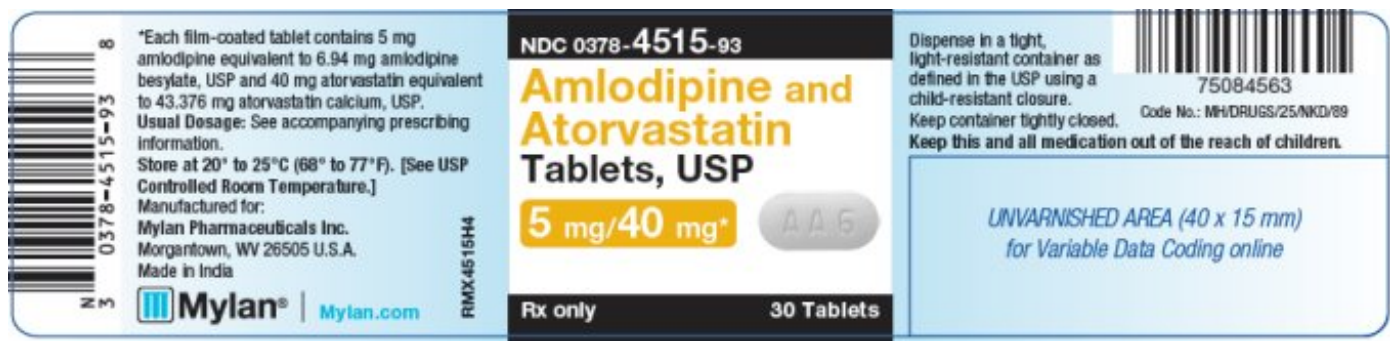 N
3
0378-4515-93
8
*Each film-coated tablet contains 5 mg
amlodipine equivalent to 6.94 mg amlodipine
besylate, USP and 40 mg atorvastatin equivalent
to 43.376 mg atorvastatin calcium, USP.
Usual Dosage: See accompanying prescribing
information.
Store at 20° to 25°C (68° to 77°F). [See USP
Controlled Room Temperature.]
Manufactured for:
Mylan Pharmaceuticals Inc.
Morgantown, WV 26505 U.S.A.
Made in India
Mylan® | Mylan.com
RMX4515H4
NDC 0378-4515-93
Amlodipine and
Atorvastatin
Tablets, USP
5 mg/40 mg*
AA6
Rx only 30 Tablets
Dispense in a tight,
light-resistant container as
defined in the USP using a
child-resistant closure.
Keep container tightly closed.
Keep this and all medication out of the reach of children.
75084563
Code No.: MH/DRUGS/25/NKD/89
UNVARNISHED AREA (40 x 15 mm)
for Variable Data Coding online